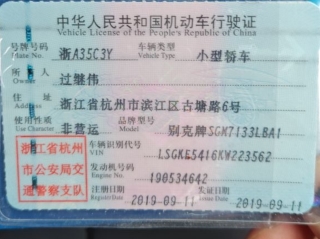 中华人民共和国机动车行驶证
Vehicle License of the People's Republic of China
号牌号码 浙A35C3Y 车辆类型 小型轿车
Plate No. Vehicle Type
所有人 过继伟
Owner
住址 浙江省杭州市滨江区古塘路6号
使用性质 非营运 品牌型号 别克牌SGM7133LBA1
Use Character
浙江省杭州 车辆识别代号 LSGKE5416KW223562
VIN
市公安局交 发动机号码 190534642
Engine No.
通警察支队 注册日期 2019-09-11 发证日期 2019-09-11
Register Date Issue Date